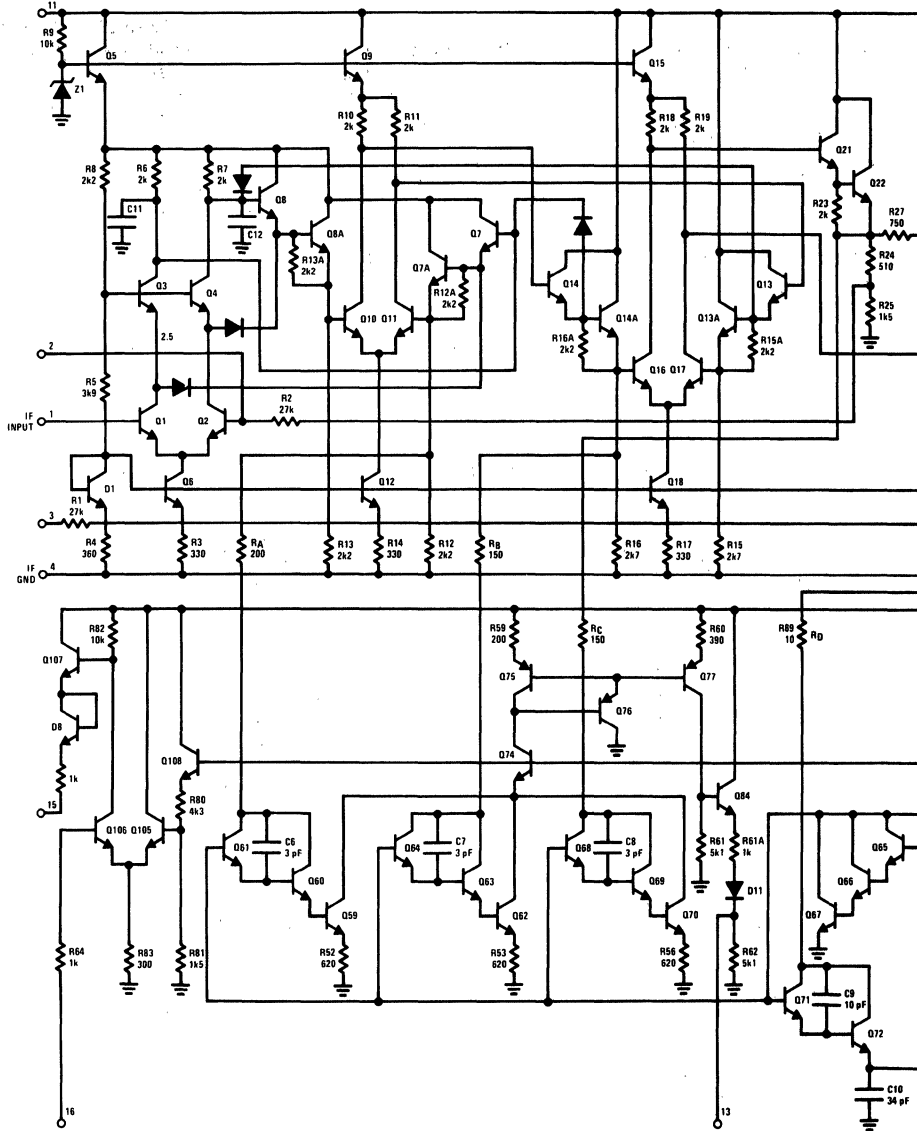 11
R9
10k
Q5
Q9
Q15
Z1
R10
2k
R11
2k
R18
2k
R19
2k
Q21
R8
2k2
R6
2k
R7
2k
Q8
Q22
C11
C12
Q8A
Q7
R23
2k
R27
750
R13A
2k2
Q7A
R12A
2k2
R24
510
Q3
Q4
Q14
Q13
Q10
Q11
Q14A
Q13A
R25
1k5
2.5
R16A
2k2
R15A
2k2
2
R5
3k9
Q16
Q17
R2
27k
IF
INPUT
1
Q1
Q2
D1
Q6
Q12
Q18
R1
27k
3
R4
360
R3
330
RA
200
R13
2k2
R14
330
R12
2k2
RB
150
R16
2k7
R17
330
R15
2k7
IF
GND
4
R82
10k
R59
200
RC
150
R60
390
R89
10
RD
Q107
Q75
Q77
Q76
D8
Q108
Q74
1k
R80
4k3
Q84
15
Q106
Q105
Q61
C6
3 pF
Q64
C7
3 pF
Q68
C8
3 pF
R61
5k1
R61A
1k
Q65
Q60
Q63
Q69
Q66
Q59
Q62
Q70
D11
Q67
R64
1k
R83
300
R81
1k5
R52
620
R53
620
R56
620
R62
5k1
Q71
C9
10 pF
Q72
C10
34 pF
16
13